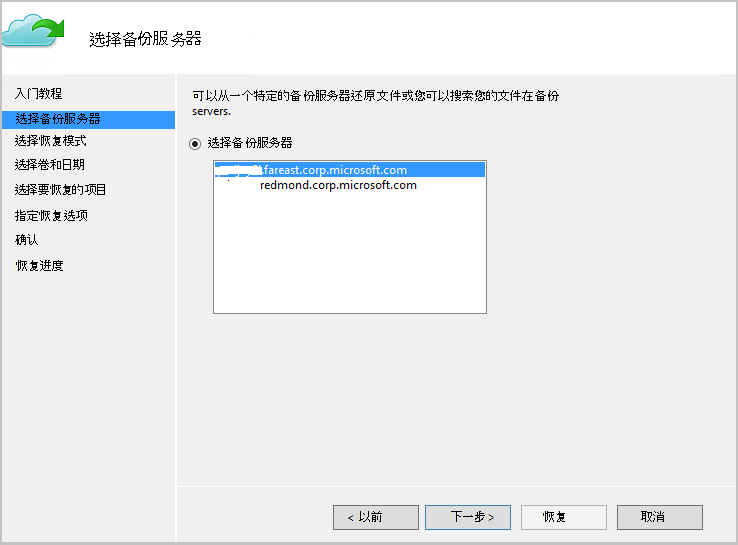 选择备份服务器
入门教程
选择备份服务器
选择恢复模式
选择卷和日期
选择要恢复的项目
指定恢复选项
确认
恢复进度
可以从一个特定的备份服务器还原文件或您可以搜索您的文件在备份
servers.
选择备份服务器
.fareast.corp.microsoft.com
redmond.corp.microsoft.com
< 以前
下一步 >
恢复
取消